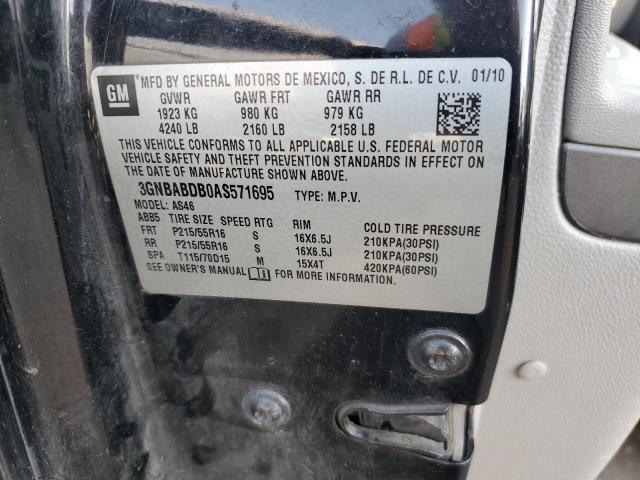 GM
MFD BY GENERAL MOTORS DE MEXICO, S. DE R.L. DE C.V. 01/10
GVWR GAWR FRT GAWR RR
1923 KG 980 KG 979 KG
4240 LB 2160 LB 2158 LB
THIS VEHICLE CONFORMS TO ALL APPLICABLE U.S. FEDERAL MOTOR
VEHICLE SAFETY AND THEFT PREVENTION STANDARDS IN EFFECT ON
THE DATE OF MANUFACTURE SHOWN ABOVE.
3GNBABDB0AS571695 TYPE: M.P.V.
MODEL: AS46
ABB5 TIRE SIZE SPEED RTG RIM COLD TIRE PRESSURE
FRT P215/55R16 S 16X6.5J 210KPA(30PSI)
RR P215/55R16 S 16X6.5J 210KPA(30PSI)
SPA T115/70D15 M 15X4T 420KPA(60PSI)
SEE OWNER'S MANUAL FOR MORE INFORMATION.